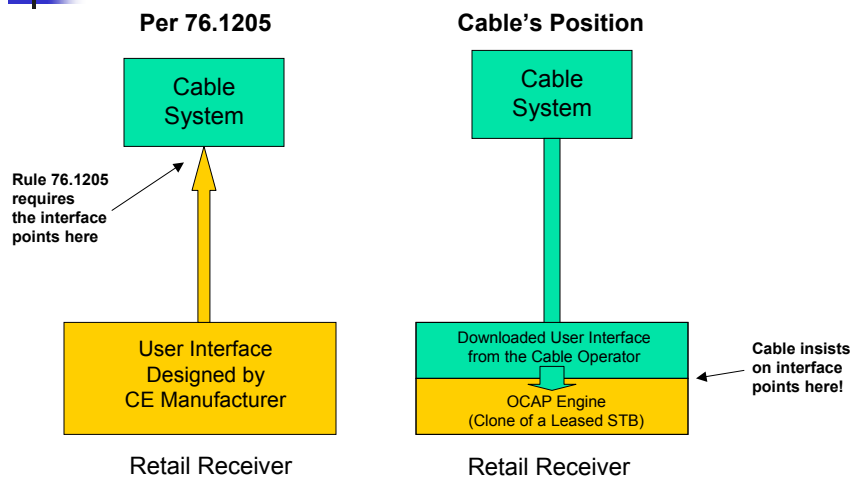 Per 76.1205
Cable's Position
Cable
System
Rule 76.1205
requires
the interface
points here
User Interface
Designed by
CE Manufacturer
Retail Receiver
Cable
System
Downloaded User Interface
from the Cable Operator
OCAP Engine
(Clone of a Leased STB)
Cable insists
on interface
points here!
Retail Receiver